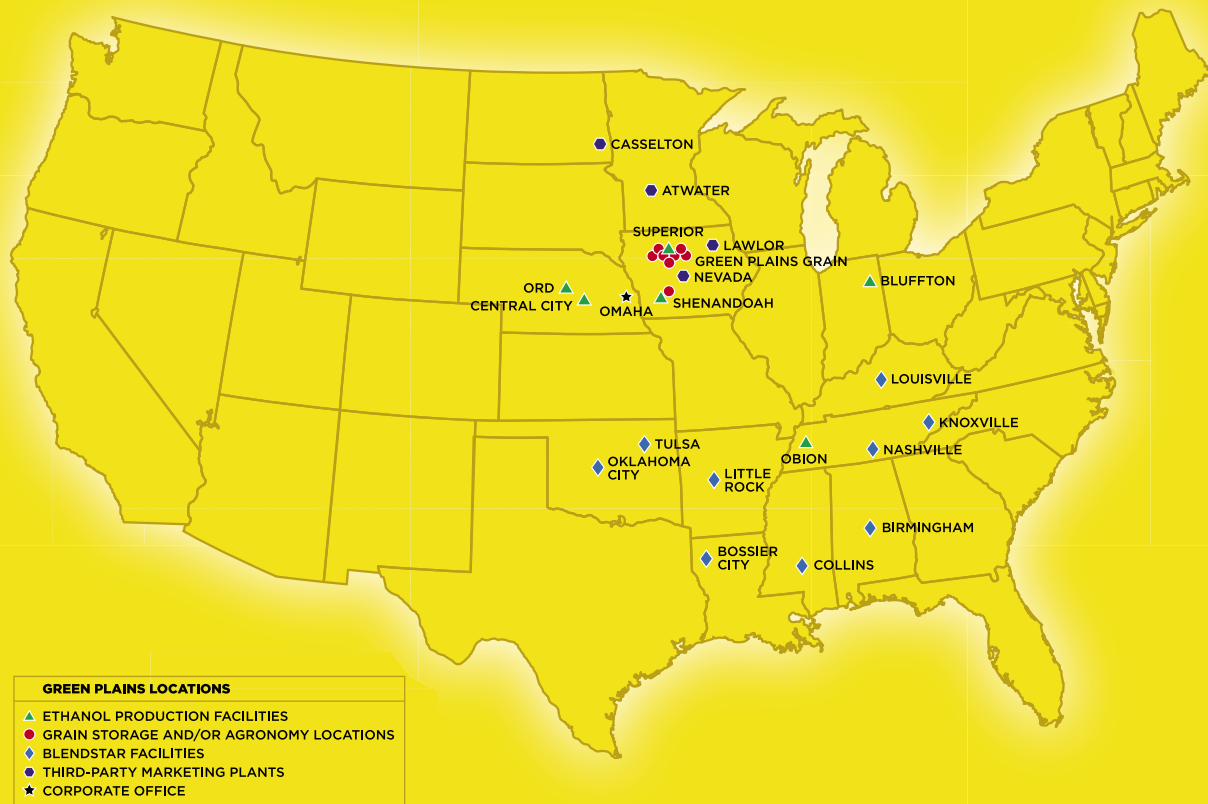 CASSELTON
ATWATER
SUPERIOR
LAWLOR
GREEN PLAINS GRAIN
NEVADA
BLUFFTON
ORD
CENTRAL CITY
OMAHA
SHENANDOAH
LOUISVILLE
KNOXVILLE
TULSA
NASHVILLE
OBION
OKLAHOMA
CITY
LITTLE
ROCK
BIRMINGHAM
BOSSIER
CITY
COLLINS
GREEN PLAINS LOCATIONS
ETHANOL PRODUCTION FACILITIES
GRAIN STORAGE AND/OR AGRONOMY LOCATIONS
BLENDSTAR FACILITIES
THIRD-PARTY MARKETING PLANTS
CORPORATE OFFICE